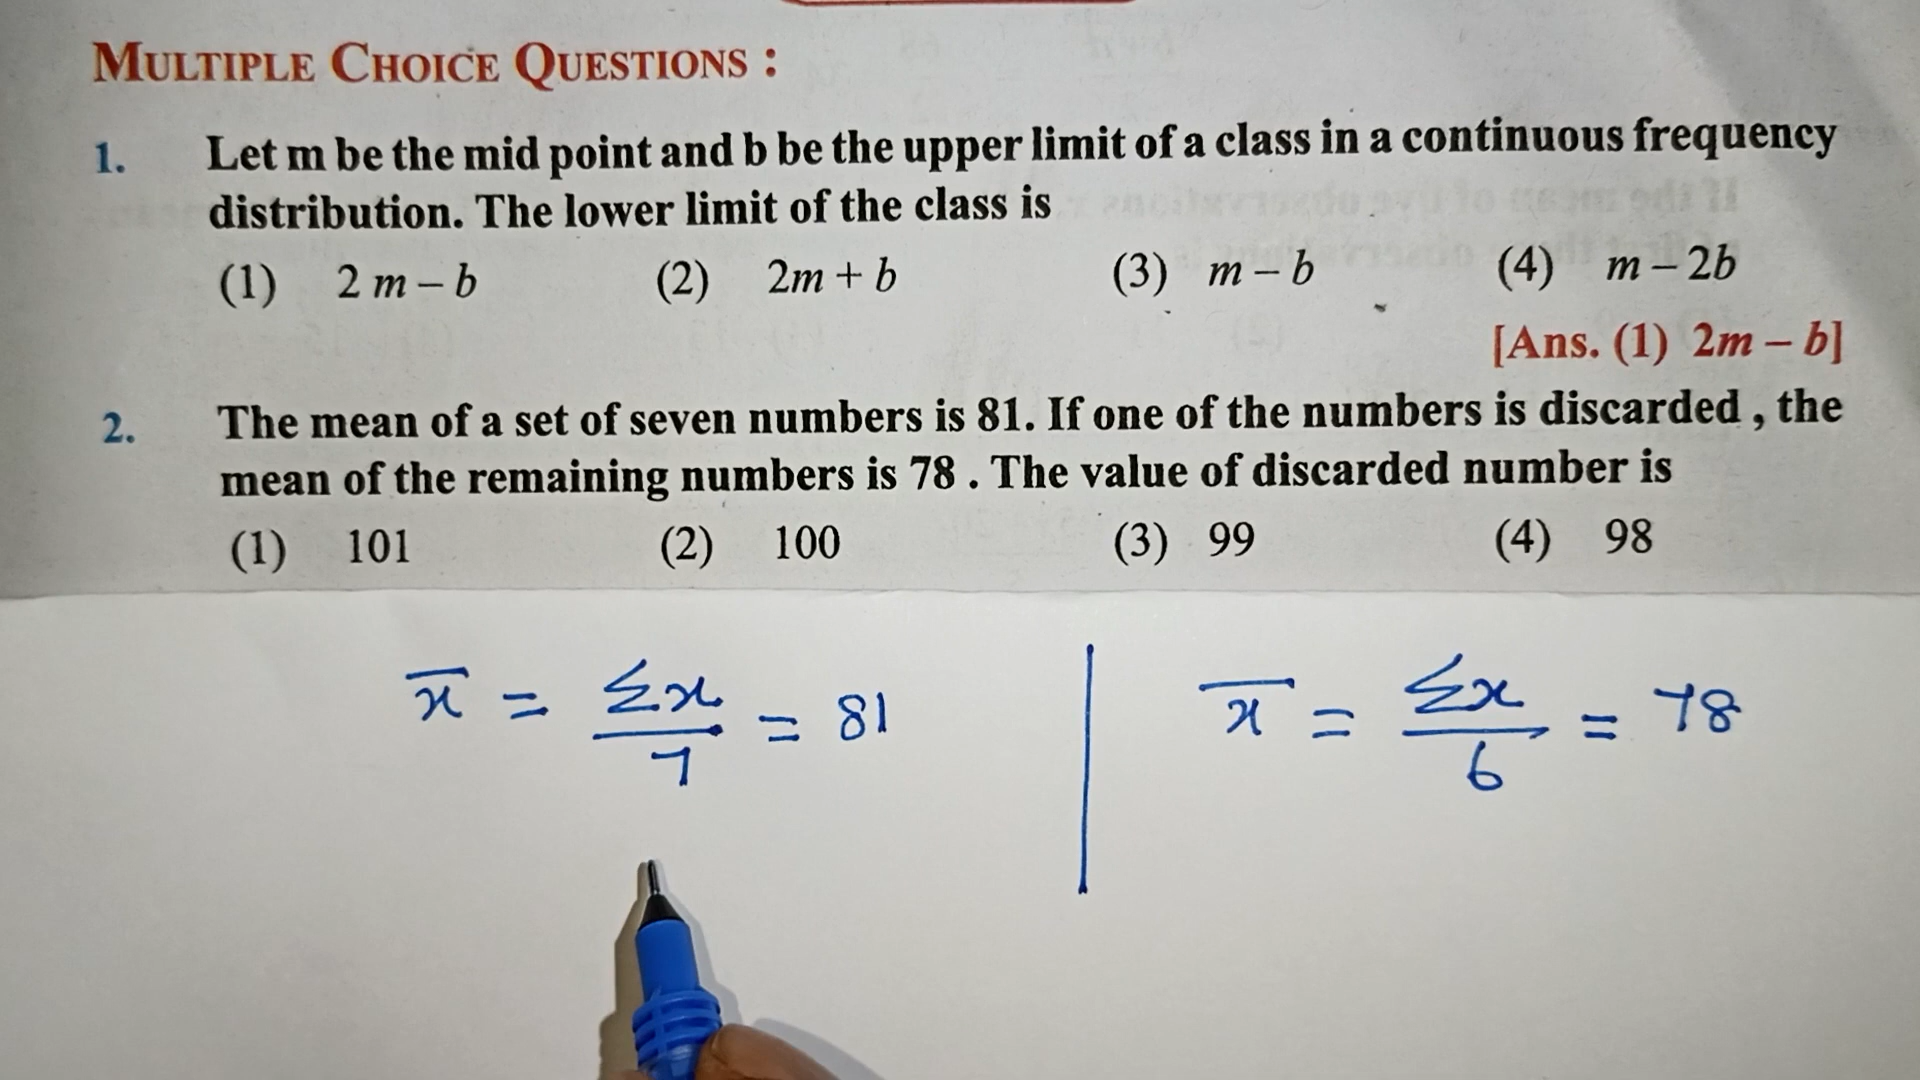 MULTIPLE CHOICE QUESTIONS :
1. Let m be the mid point and b be the upper limit of a class in a continuous frequency
distribution. The lower limit of the class is
(1) 2 m – b (2) 2m + b (3) m – b (4) m – 2b
[Ans. (1) 2m – b]
2. The mean of a set of seven numbers is 81. If one of the numbers is discarded , the
mean of the remaining numbers is 78 . The value of discarded number is
(1) 101 (2) 100 (3) 99 (4) 98
x̄ = Σx/7 = 81 | x̄ = Σx/6 = 78